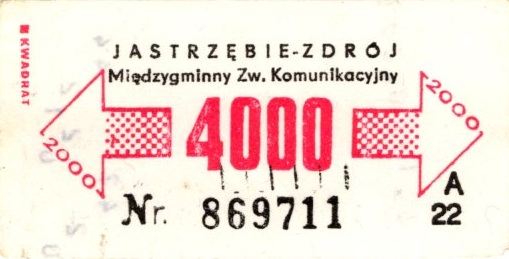 KWADRAT
JASTRZĘBIE-ZDRÓJ
Międzygminny Zw. Komunikacyjny
2000
4000
2000
Nr. 869711
A
22